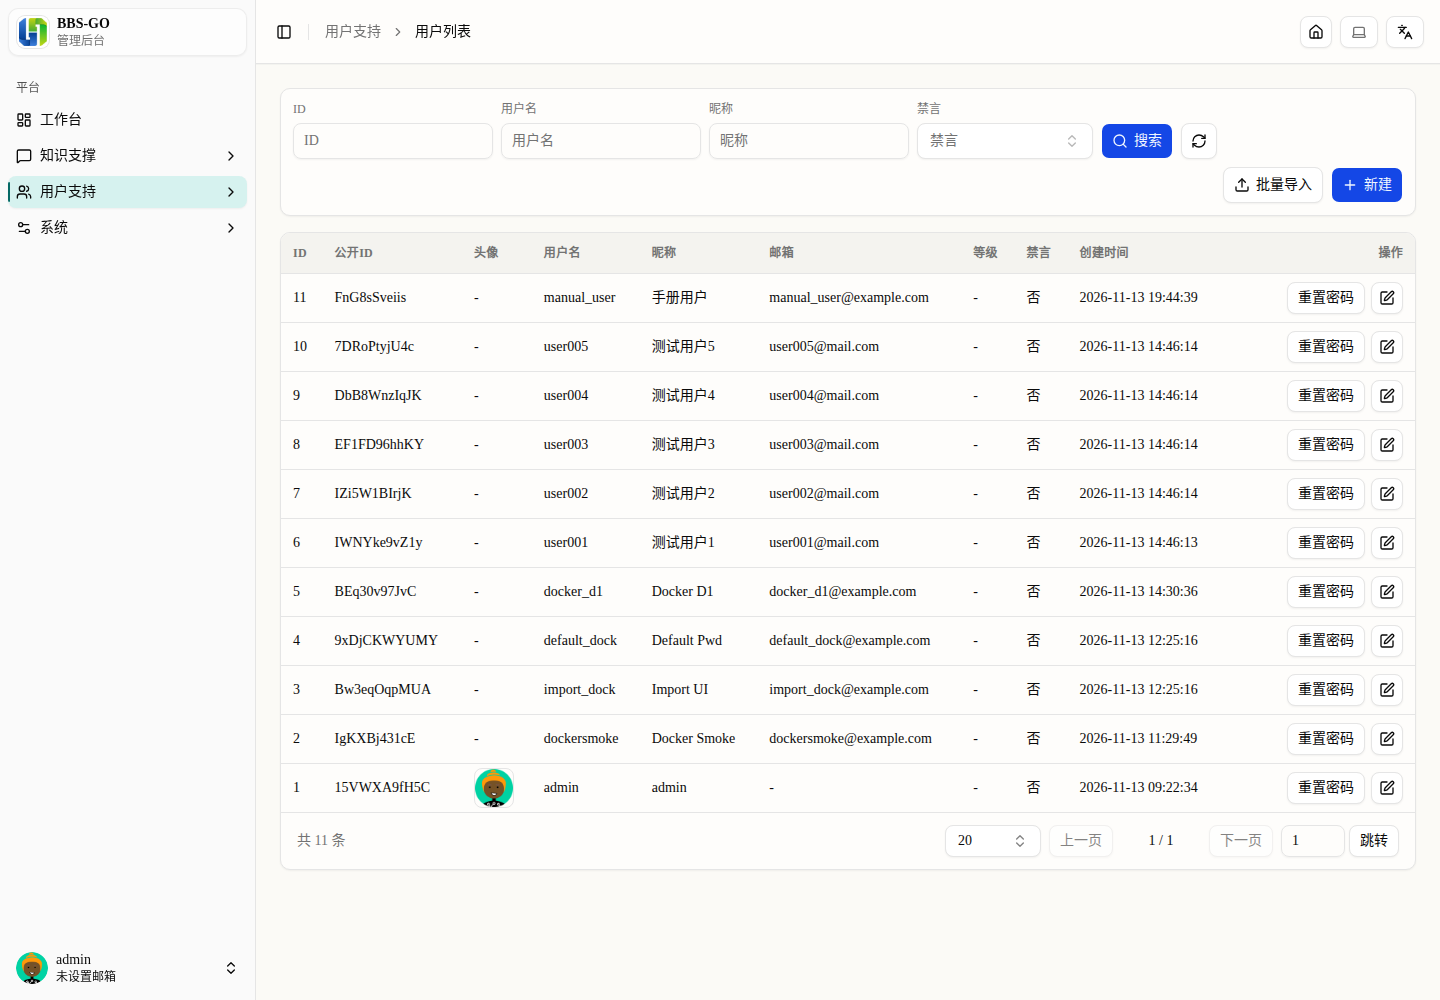 BBS-GO
管理后台
平台
工作台
知识支撑
用户支持
系统
admin
未设置邮箱
用户支持 用户列表
ID 用户名 昵称 禁言
ID 用户名 昵称 禁言 搜索
批量导入 新建
ID 公开ID 头像 用户名 昵称 邮箱 等级 禁言 创建时间 操作
11 FnG8sSveiis - manual_user 手册用户 manual_user@example.com - 否 2026-11-13 19:44:39 重置密码
10 7DRoPtyjU4c - user005 测试用户5 user005@mail.com - 否 2026-11-13 14:46:14 重置密码
9 DbB8WnzIqJK - user004 测试用户4 user004@mail.com - 否 2026-11-13 14:46:14 重置密码
8 EF1FD96hhKY - user003 测试用户3 user003@mail.com - 否 2026-11-13 14:46:14 重置密码
7 IZi5W1BIrjK - user002 测试用户2 user002@mail.com - 否 2026-11-13 14:46:14 重置密码
6 IWNYke9vZ1y - user001 测试用户1 user001@mail.com - 否 2026-11-13 14:46:13 重置密码
5 BEq30v97JvC - docker_d1 Docker D1 docker_d1@example.com - 否 2026-11-13 14:30:36 重置密码
4 9xDjCKWYUMY - default_dock Default Pwd default_dock@example.com - 否 2026-11-13 12:25:16 重置密码
3 Bw3eqOqpMUA - import_dock Import UI import_dock@example.com - 否 2026-11-13 12:25:16 重置密码
2 IgKXBj431cE - dockersmoke Docker Smoke dockersmoke@example.com - 否 2026-11-13 11:29:49 重置密码
1 15VWXA9fH5C admin admin - - 否 2026-11-13 09:22:34 重置密码
共 11 条 20 上一页 1 / 1 下一页 1 跳转